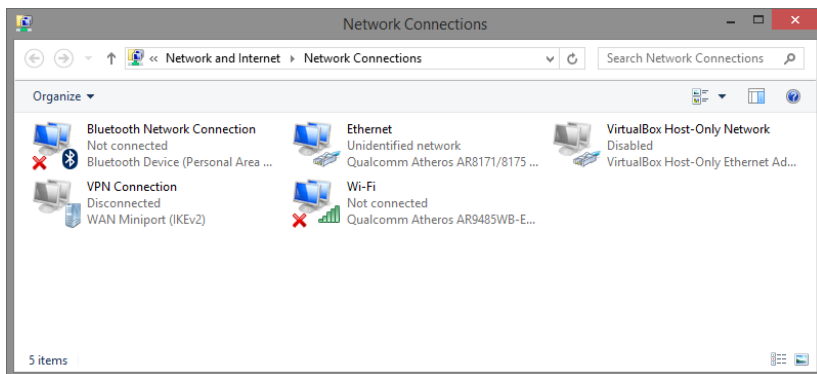 Network Connections
« Network and Internet Network Connections
Search Network Connections
Organize
Bluetooth Network Connection
Not connected
Bluetooth Device (Personal Area ...
Ethernet
Unidentified network
Qualcomm Atheros AR8171/8175 ...
VirtualBox Host-Only Network
Disabled
VirtualBox Host-Only Ethernet Ad...
VPN Connection
Disconnected
WAN Miniport (IKEv2)
Wi-Fi
Not connected
Qualcomm Atheros AR9485WB-E...
5 items